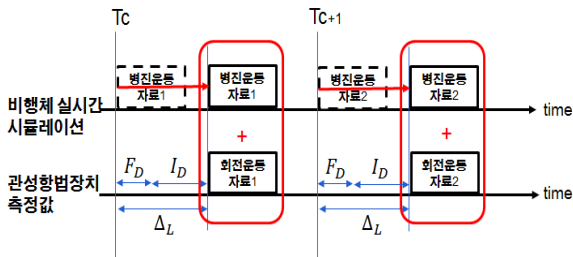 Tc
Tc+1
병진운동
자료1
병진운동
자료1
병진운동
자료2
병진운동
자료2
비행체 실시간
시뮬레이션
time
+
+
F_D
I_D
회전운동
자료1
F_D
I_D
회전운동
자료2
관성항법장치
측정값
time
Δ_L
Δ_L